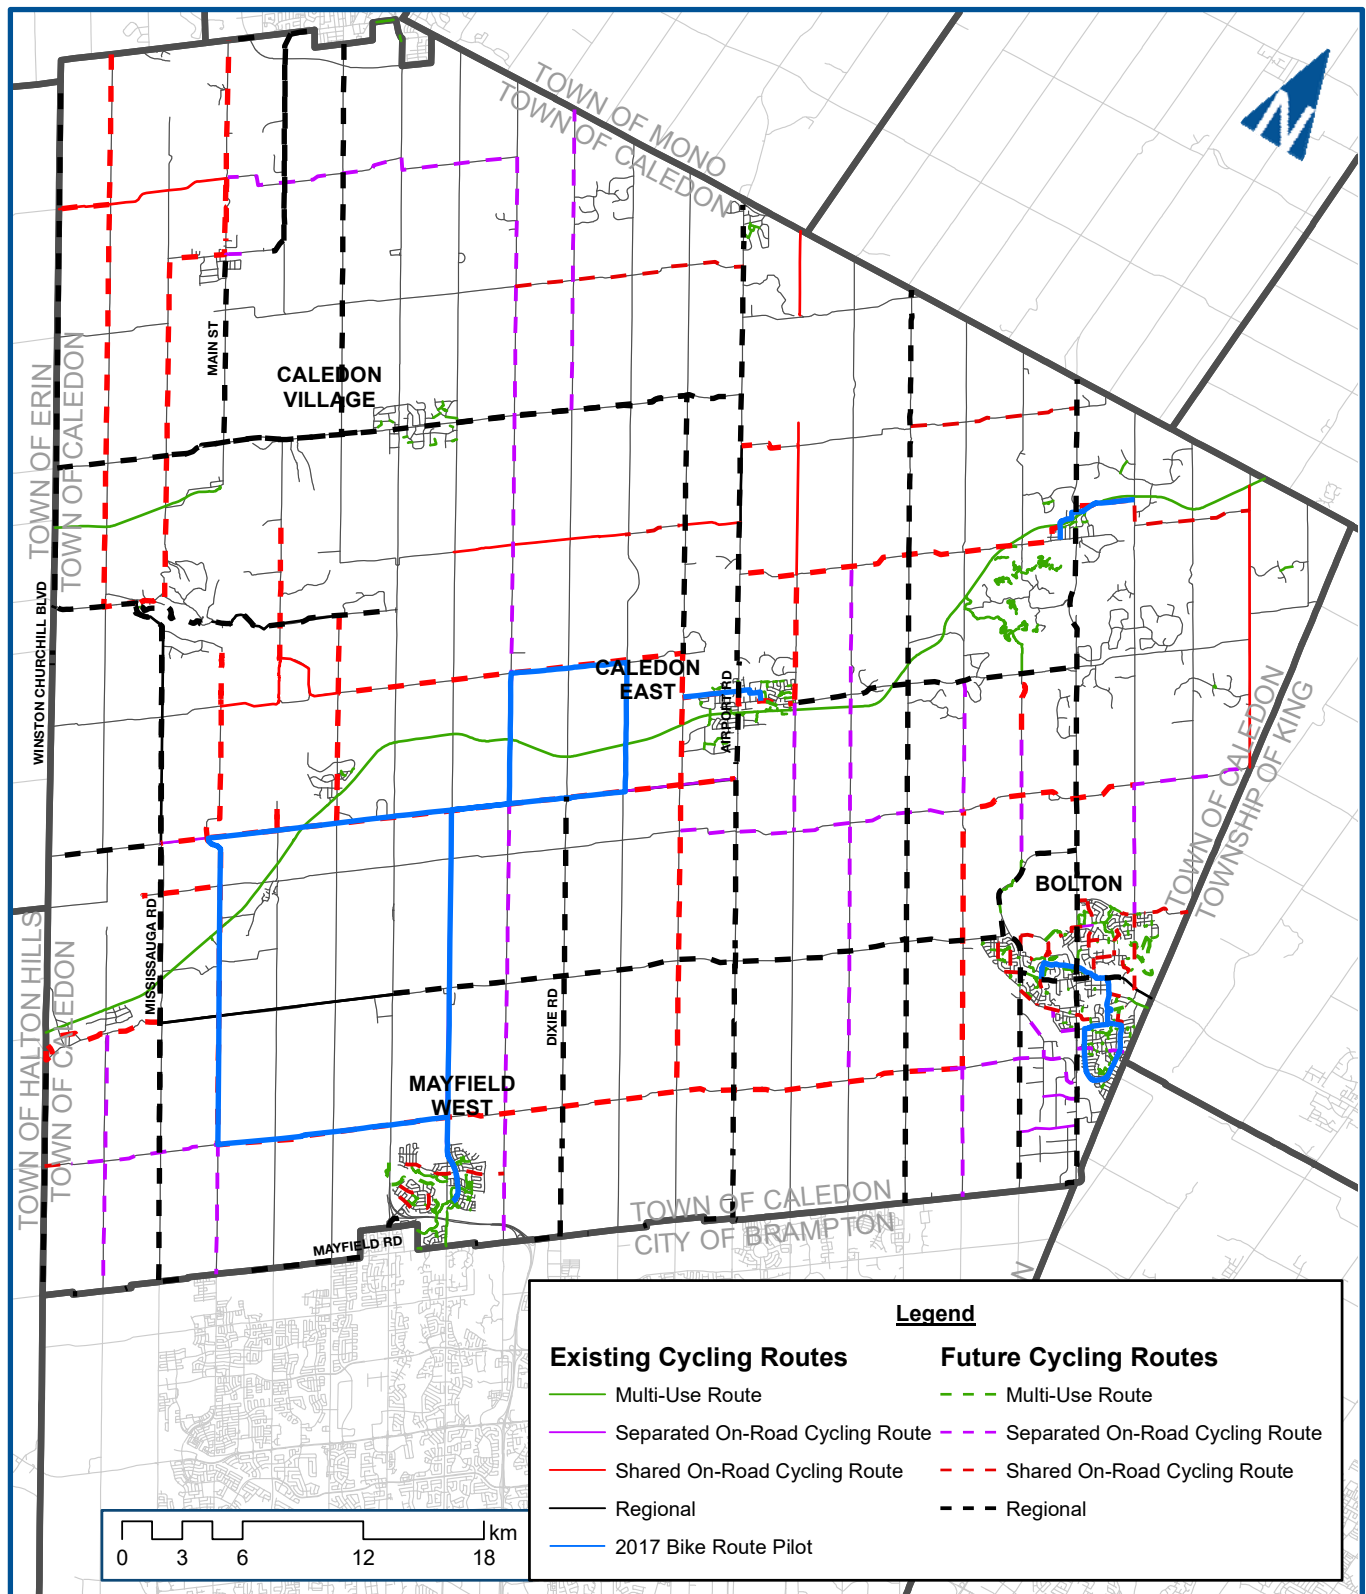 N
TOWN OF MONO
TOWN OF CALEDON
MAIN ST
CALEDON
VILLAGE
TOWN OF ERIN
TOWN OF CALEDON
WINSTON CHURCHILL BLVD
CALEDON
EAST
AIRPORT RD
TOWN OF CALEDON
TOWNSHIP OF KING
BOLTON
MISSISSAUGA RD
TOWN OF HALTON HILLS
TOWN OF CALEDON
DIXIE RD
MAYFIELD
WEST
TOWN OF CALEDON
CITY OF BRAMPTON
MAYFIELD RD
N
Legend
Existing Cycling Routes
Multi-Use Route
Separated On-Road Cycling Route
Shared On-Road Cycling Route
Regional
2017 Bike Route Pilot
Future Cycling Routes
Multi-Use Route
Separated On-Road Cycling Route
Shared On-Road Cycling Route
Regional
km
0 3 6 12 18